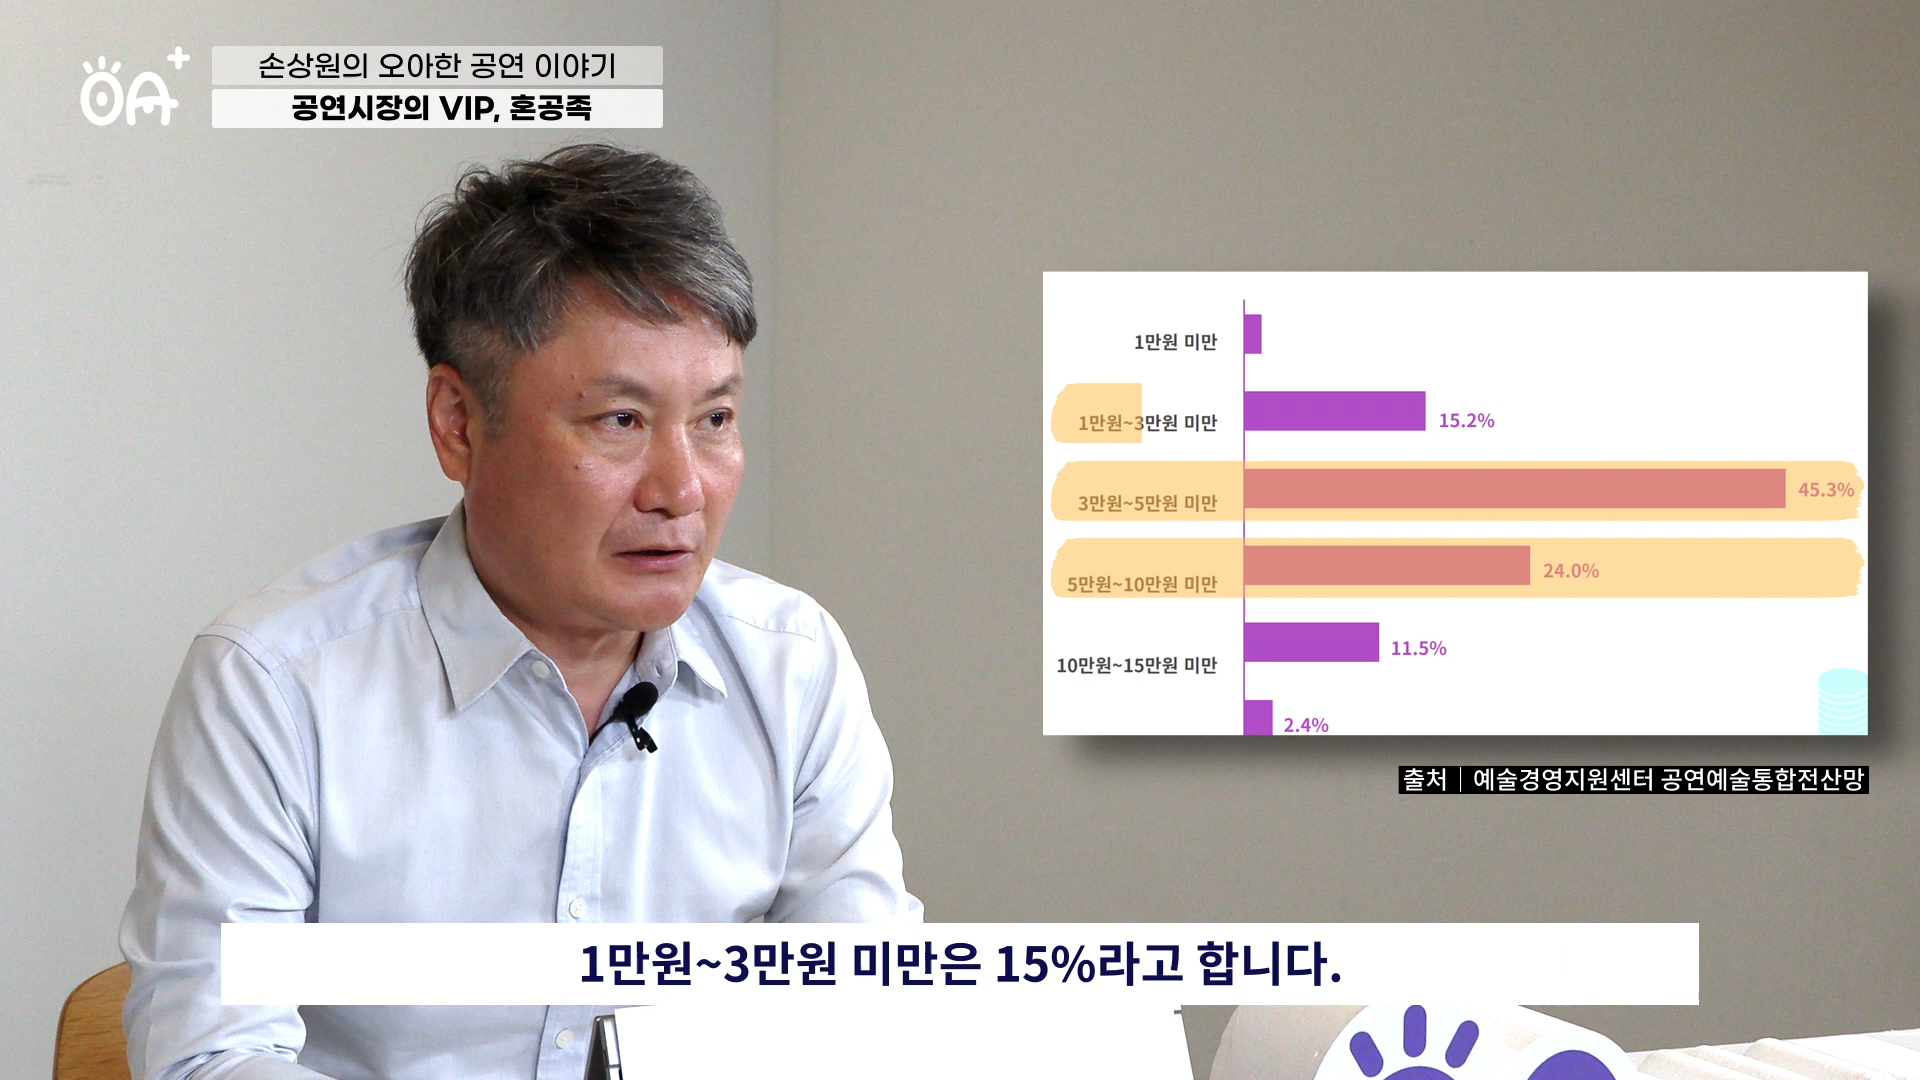 손상원의 오아한 공연 이야기
공연시장의 VIP, 혼공족
1만원 미만
1만원~3만원 미만 15.2%
3만원~5만원 미만 45.3%
5만원~10만원 미만 24.0%
10만원~15만원 미만 11.5%
2.4%
출처 | 예술경영지원센터 공연예술통합전산망
1만원~3만원 미만은 15%라고 합니다.